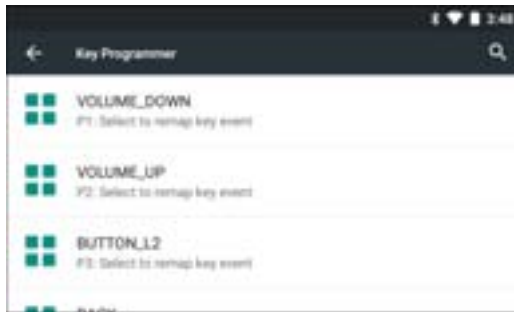 3:48
Key Programmer
VOLUME_DOWN
P1: Select to remap key event
VOLUME_UP
P2: Select to remap key event
BUTTON_L2
P3: Select to remap key event